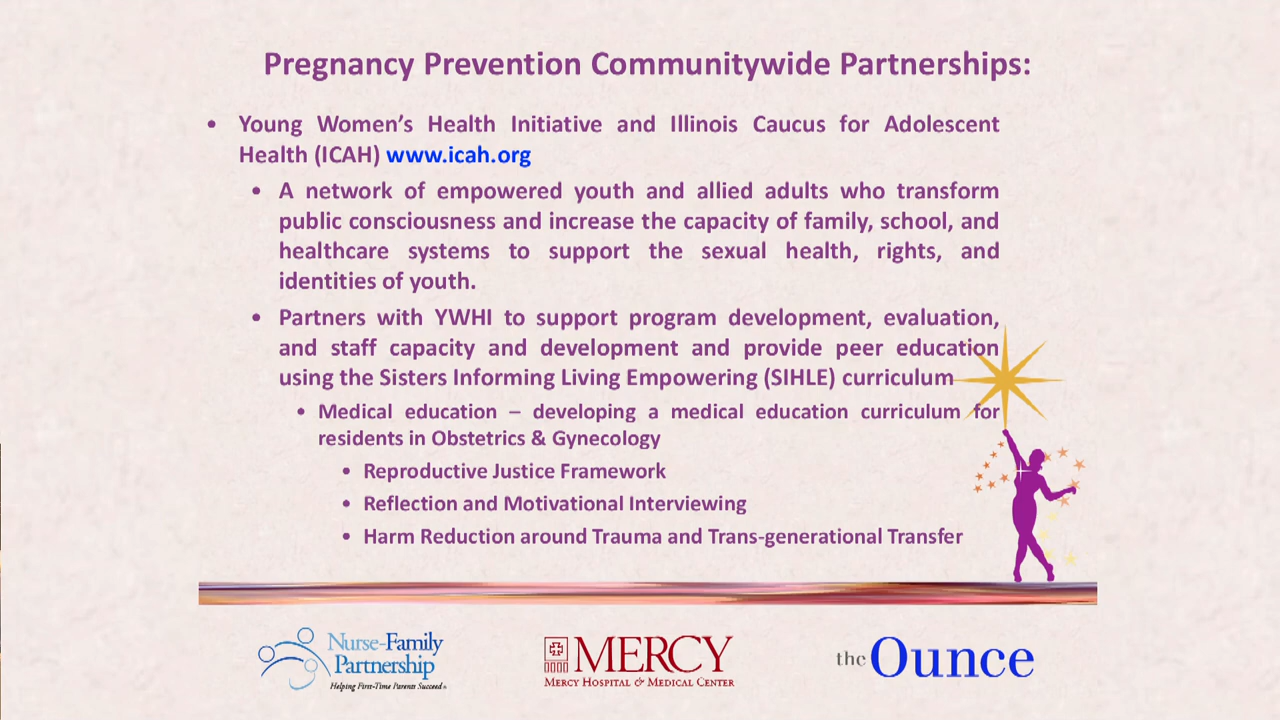 Pregnancy Prevention Communitywide Partnerships:
• Young Women's Health Initiative and Illinois Caucus for Adolescent
Health (ICAH) www.icah.org
• A network of empowered youth and allied adults who transform
public consciousness and increase the capacity of family, school, and
healthcare systems to support the sexual health, rights, and
identities of youth.
• Partners with YWHI to support program development, evaluation,
and staff capacity and development and provide peer education
using the Sisters Informing Living Empowering (SIHLE) curriculum
• Medical education – developing a medical education curriculum for
residents in Obstetrics & Gynecology
• Reproductive Justice Framework
• Reflection and Motivational Interviewing
• Harm Reduction around Trauma and Trans-generational Transfer
Nurse-Family
Partnership
Helping First-Time Parents Succeed
MERCY
MERCY HOSPITAL & MEDICAL CENTER
the Ounce